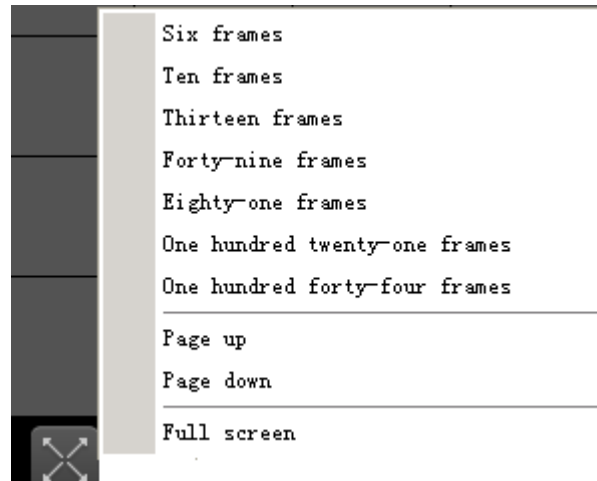 Six frames
Ten frames
Thirteen frames
Forty-nine frames
Eighty-one frames
One hundred twenty-one frames
One hundred forty-four frames
Page up
Page down
Full screen